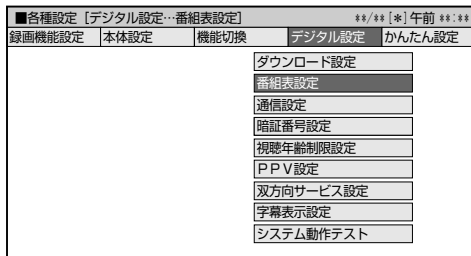 ■各種設定［デジタル設定…番組表設定］ **/**[*]午前 **:**
録画機能設定 本体設定 機能切換 デジタル設定 かんたん設定
ダウンロード設定
番組表設定
通信設定
暗証番号設定
視聴年齢制限設定
ＰＰＶ設定
双方向サービス設定
字幕表示設定
システム動作テスト